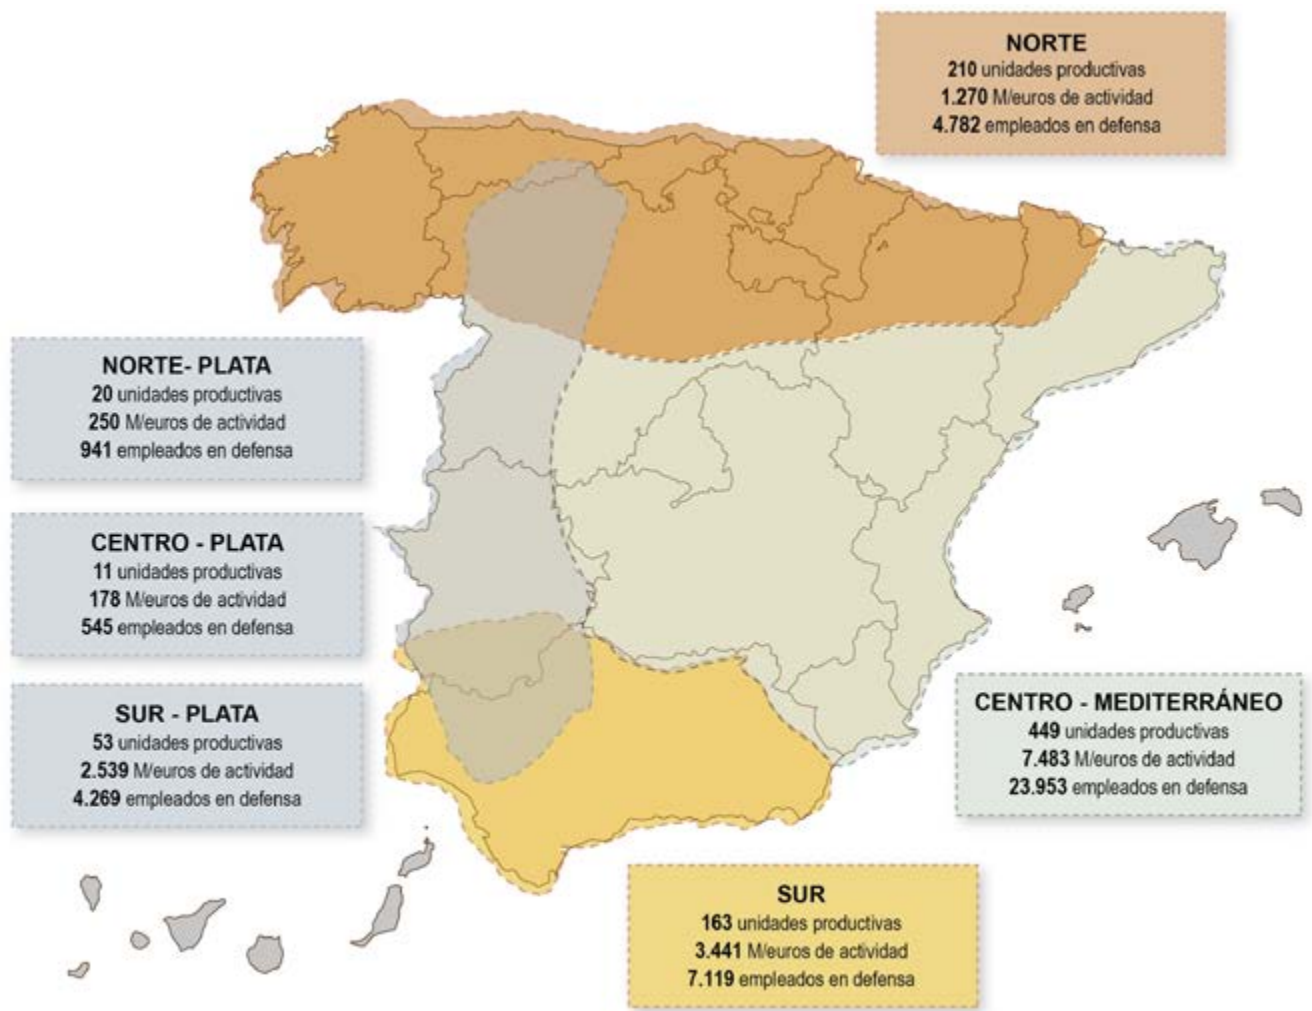 NORTE
210 unidades productivas
1.270 M/euros de actividad
4.782 empleados en defensa
NORTE- PLATA
20 unidades productivas
250 M/euros de actividad
941 empleados en defensa
CENTRO - PLATA
11 unidades productivas
178 M/euros de actividad
545 empleados en defensa
SUR - PLATA
53 unidades productivas
2.539 M/euros de actividad
4.269 empleados en defensa
CENTRO - MEDITERRÁNEO
449 unidades productivas
7.483 M/euros de actividad
23.953 empleados en defensa
SUR
163 unidades productivas
3.441 M/euros de actividad
7.119 empleados en defensa